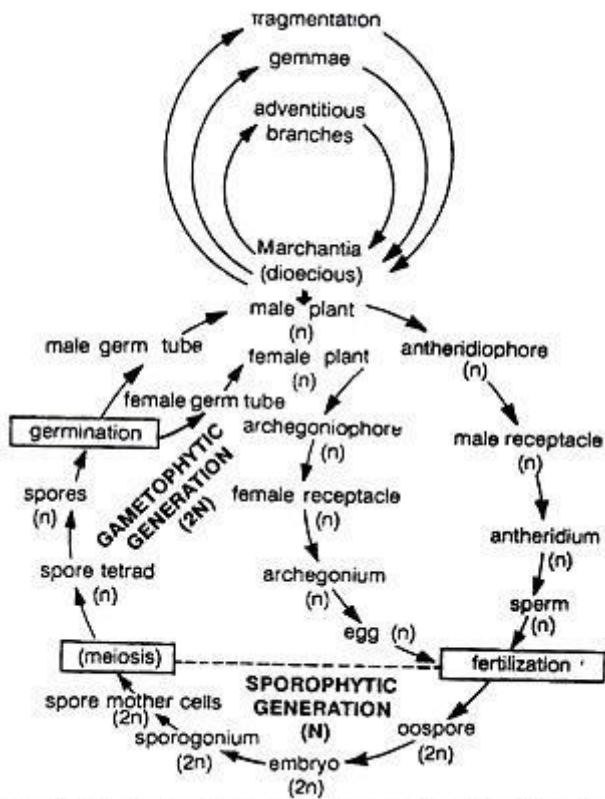 fragmentation
gemmae
adventitious
branches
Marchantia
(dioecious)
male plant
(n)
male germ tube
female plant
(n)
antheridiophore
(n)
female germ tube
germination
archegoniophore
(n)
male receptacle
(n)
GAMETOPHYTIC
GENERATION
(2N)
spores
(n)
female receptacle
(n)
antheridium
(n)
spore tetrad
(n)
archegonium
(n)
sperm
(n)
egg (n)
(meiosis)
fertilization
SPOROPHYTIC
GENERATION
(N)
spore mother cells
(2n)
sporogonium
(2n)
embryo
(2n)
oospore
(2n)